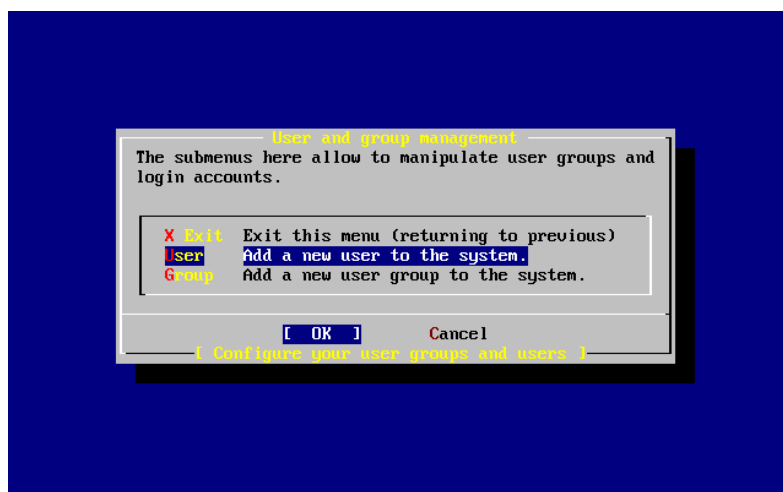 User and group management
The submenus here allow to manipulate user groups and
login accounts.
X Exit Exit this menu (returning to previous)
User Add a new user to the system.
Group Add a new user group to the system.
[ OK ] Cancel
[ Configure your user groups and users ]